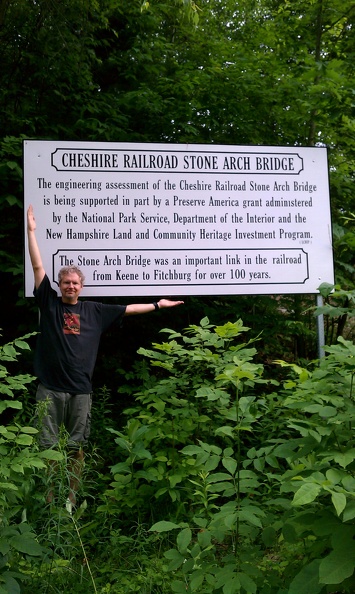 CHESHIRE RAILROAD STONE ARCH BRIDGE
The engineering assessment of the Cheshire Railroad Stone Arch Bridge
is being supported in part by a Preserve America grant administered
by the National Park Service, Department of the Interior and the
New Hampshire Land and Community Heritage Investment Program.
The Stone Arch Bridge was an important link in the railroad
from Keene to Fitchburg for over 100 years.